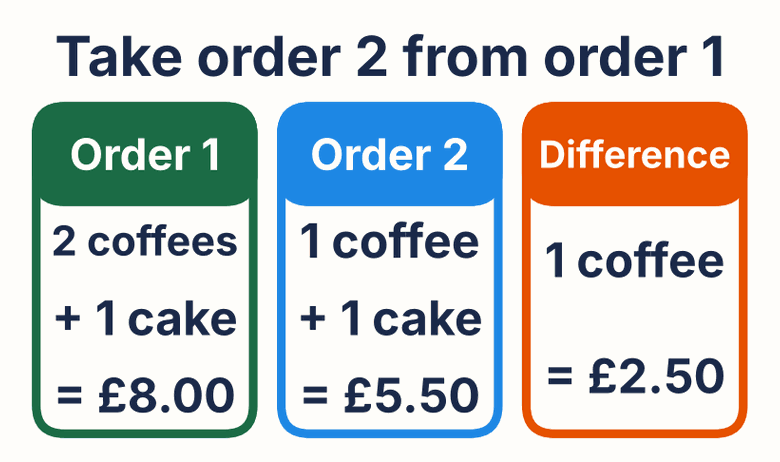 Take order 2 from order 1
Order 1
2 coffees
+ 1 cake
= £8.00
Order 2
1 coffee
+ 1 cake
= £5.50
Difference
1 coffee
= £2.50